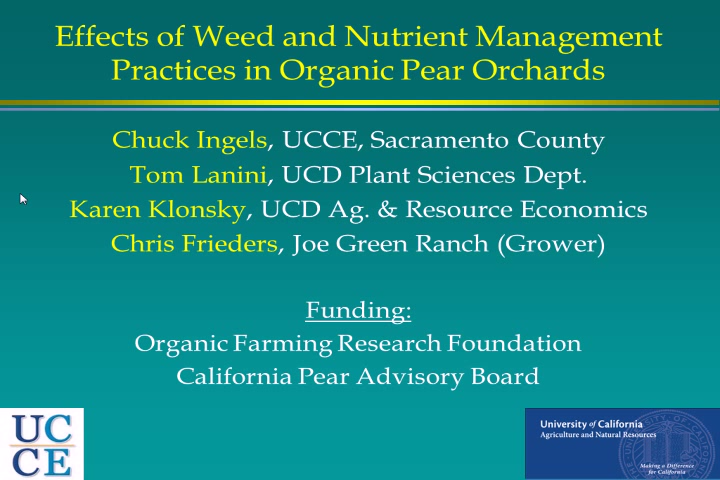 Effects of Weed and Nutrient Management
Practices in Organic Pear Orchards
Chuck Ingels, UCCE, Sacramento County
Tom Lanini, UCD Plant Sciences Dept.
Karen Klonsky, UCD Ag. & Resource Economics
Chris Frieders, Joe Green Ranch (Grower)
Funding:
Organic Farming Research Foundation
California Pear Advisory Board
UC
CE
University of California
Agriculture and Natural Resources
Making a Difference
for California